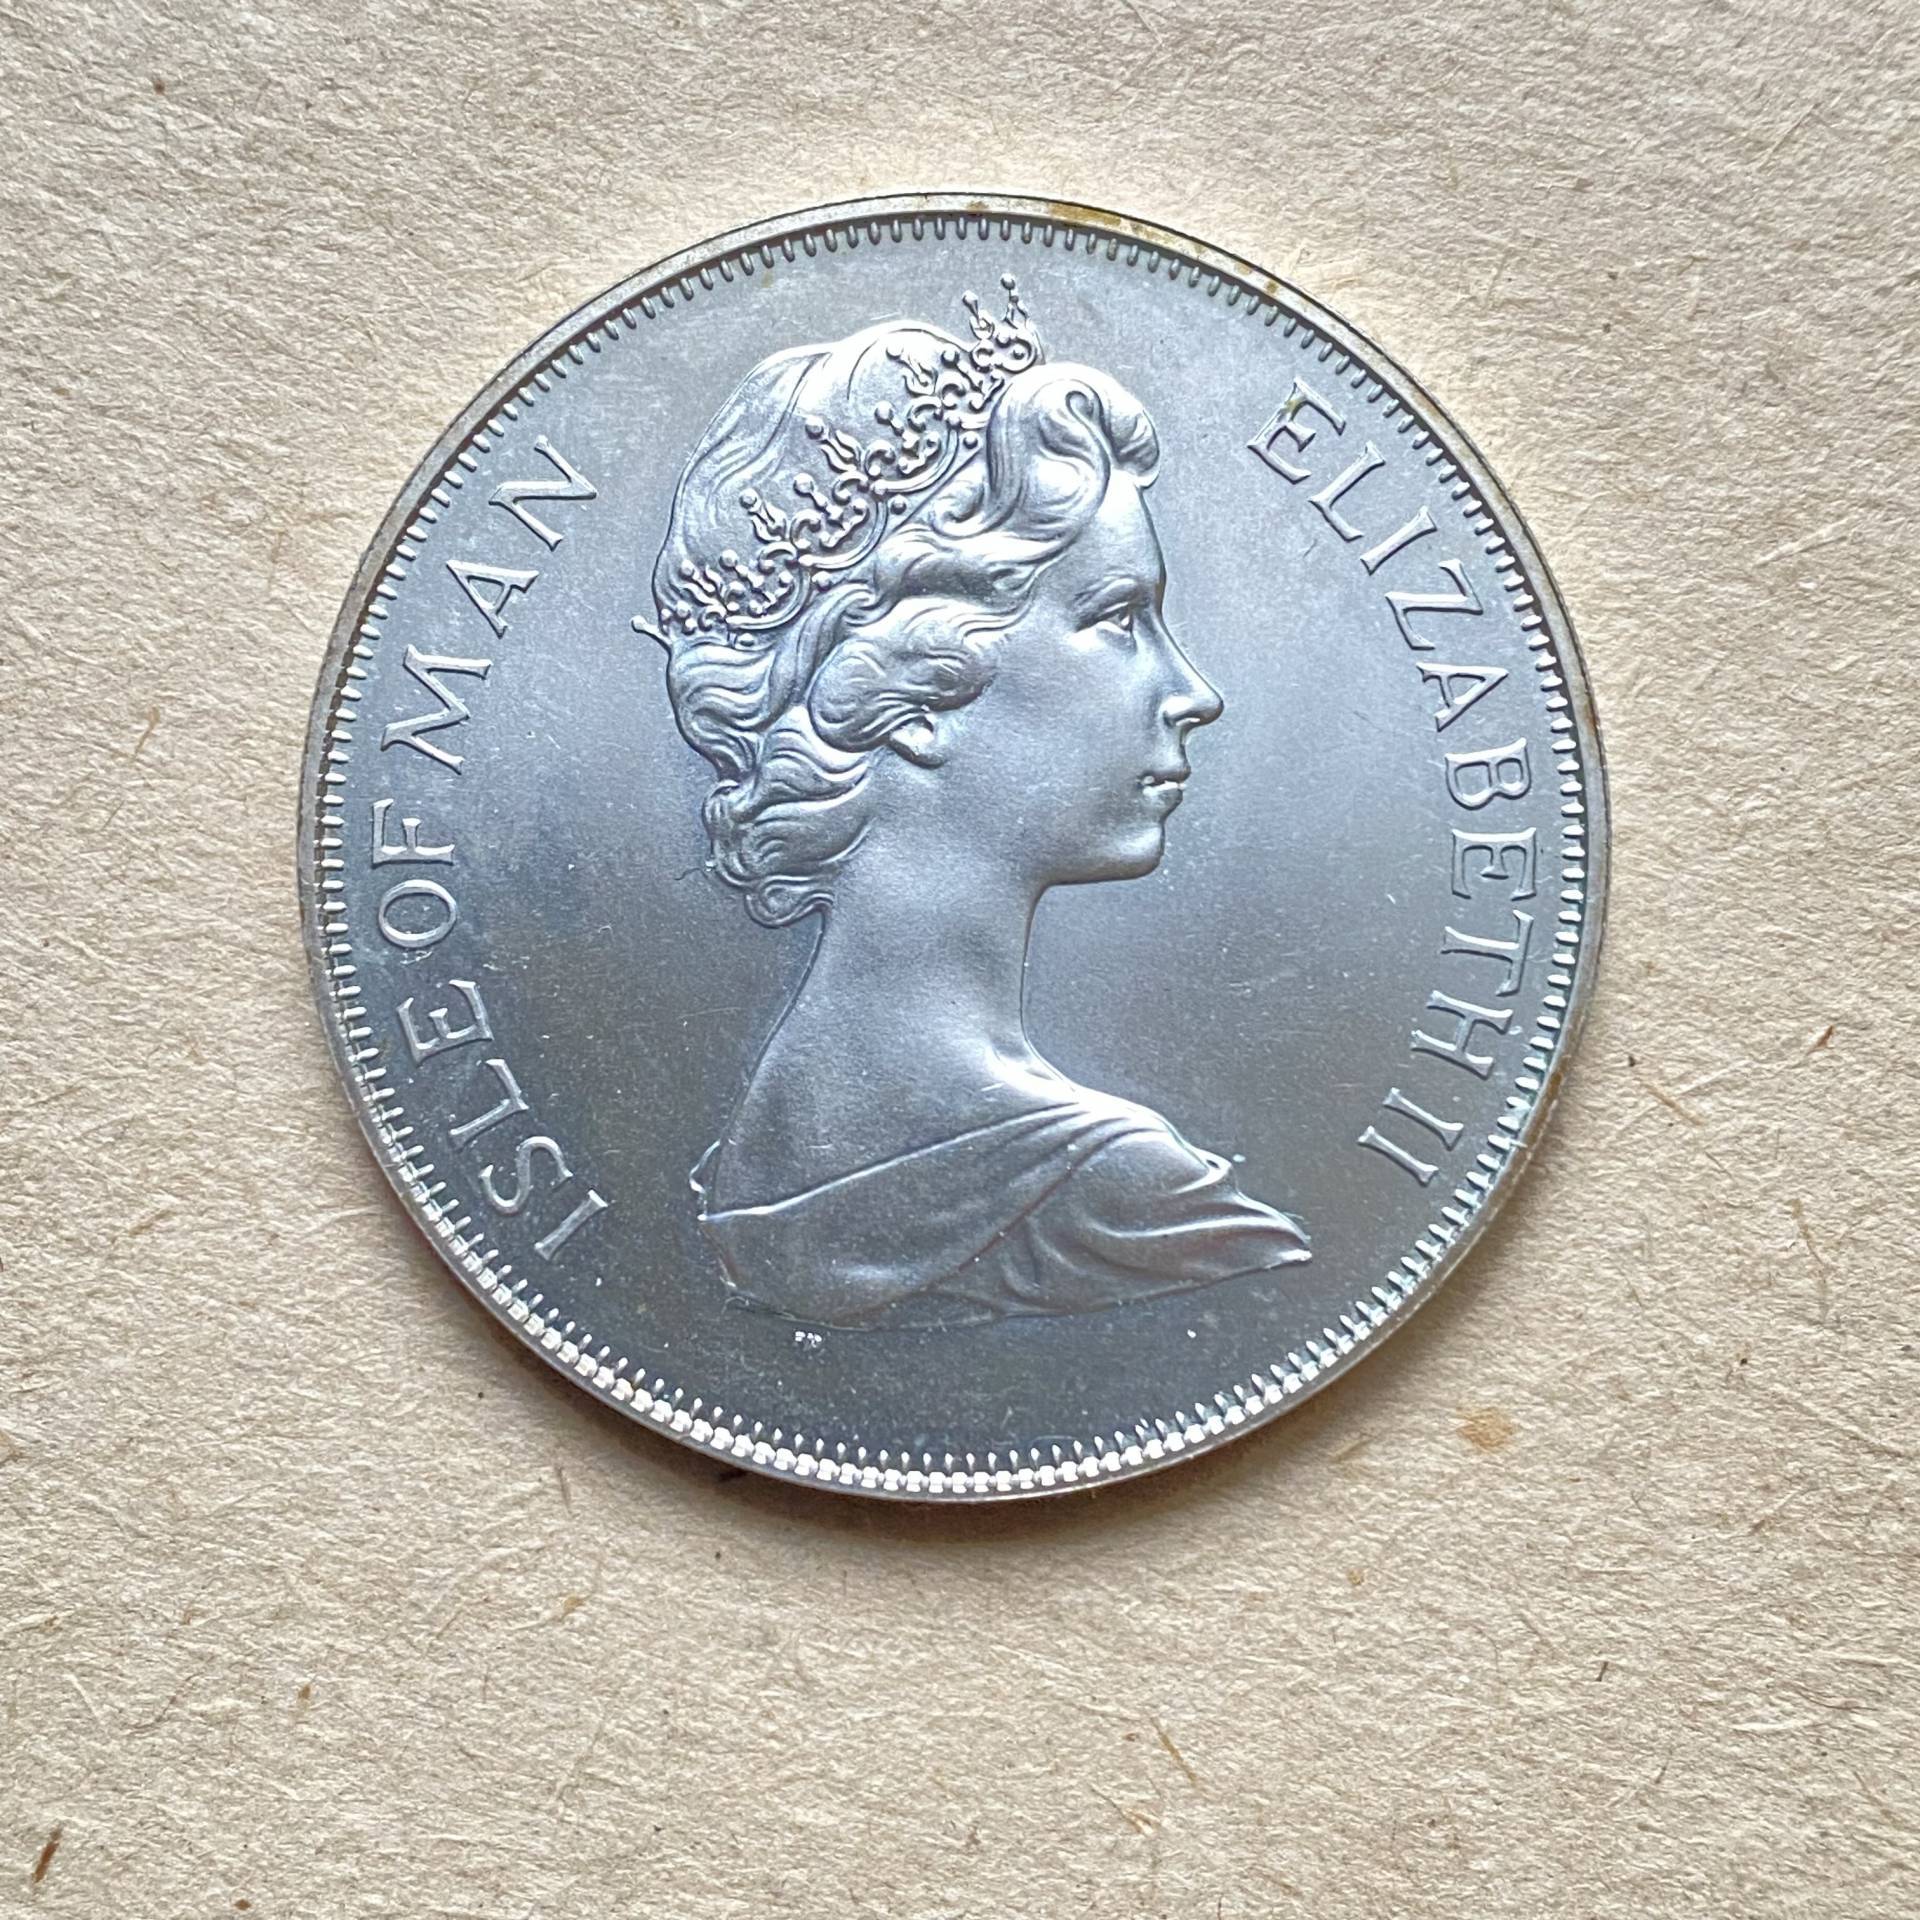 ISLE OF MAN
ELIZABETH II